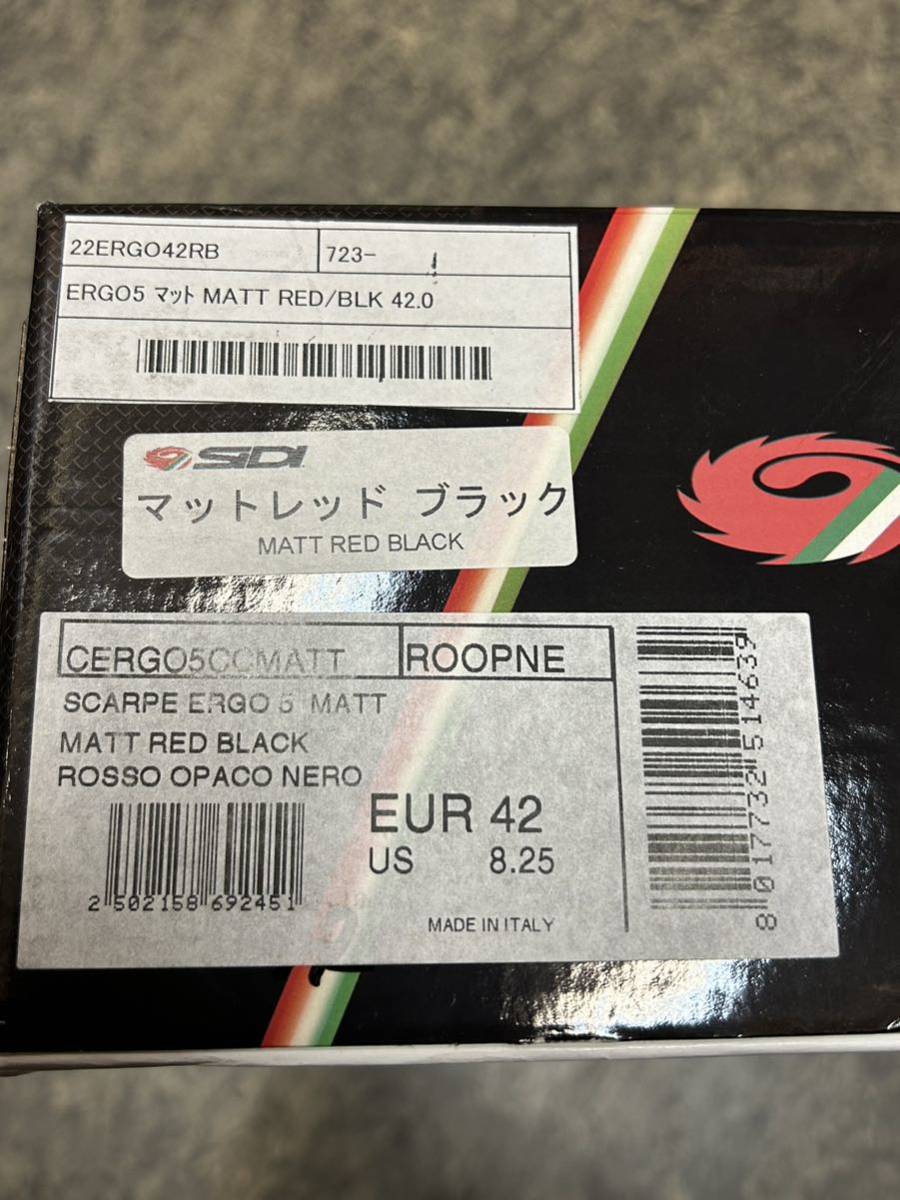 22ERGO42RB 723-
ERGO5 マット MATT RED/BLK 42.0
SIDI
マットレッド ブラック
MATT RED BLACK
CERGO5CCMATT ROOPNE
SCARPE ERGO 5 MATT
MATT RED BLACK
ROSSO OPACO NERO
EUR 42
US 8.25
2 502158 692451
MADE IN ITALY
8 017732 514639